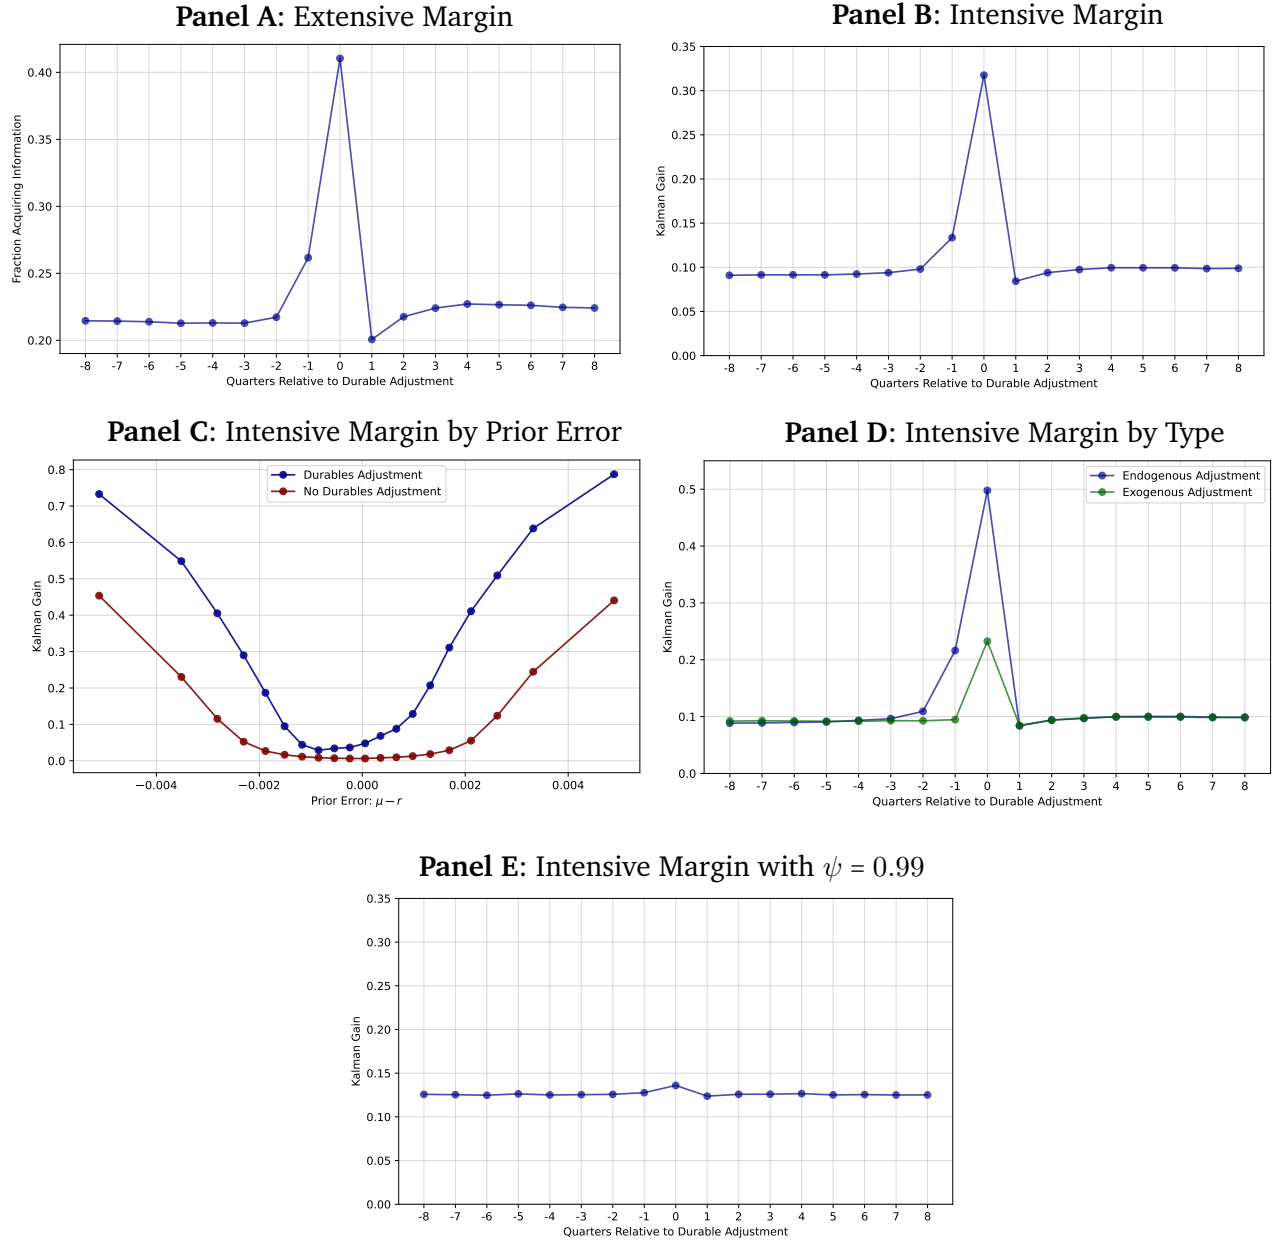 Panel A: Extensive Margin
0.40
0.35
0.30
0.25
0.20
Fraction Acquiring Information
-8 -7 -6 -5 -4 -3 -2 -1 0 1 2 3 4 5 6 7 8
Quarters Relative to Durable Adjustment
Panel B: Intensive Margin
0.35
0.30
0.25
0.20
0.15
0.10
0.05
0.00
Kalman Gain
-8 -7 -6 -5 -4 -3 -2 -1 0 1 2 3 4 5 6 7 8
Quarters Relative to Durable Adjustment
Panel C: Intensive Margin by Prior Error
Durables Adjustment
No Durables Adjustment
0.8
0.7
0.6
0.5
0.4
0.3
0.2
0.1
0.0
Kalman Gain
−0.004 −0.002 0.000 0.002 0.004
Prior Error: μ − r
Panel D: Intensive Margin by Type
Endogenous Adjustment
Exogenous Adjustment
0.5
0.4
0.3
0.2
0.1
0.0
Kalman Gain
-8 -7 -6 -5 -4 -3 -2 -1 0 1 2 3 4 5 6 7 8
Quarters Relative to Durable Adjustment
Panel E: Intensive Margin with ψ = 0.99
0.35
0.30
0.25
0.20
0.15
0.10
0.05
0.00
Kalman Gain
-8 -7 -6 -5 -4 -3 -2 -1 0 1 2 3 4 5 6 7 8
Quarters Relative to Durable Adjustment